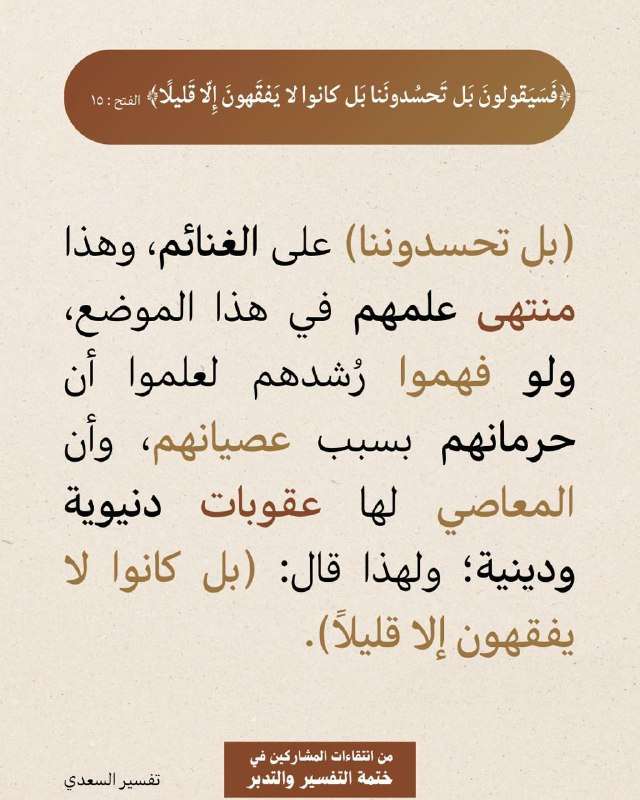 ﴿فَسَيَقولونَ بَل تَحسُدونَنا بَل كانوا لا يَفقَهونَ إِلّا قَليلًا﴾ الفتح: ١٥
(بل تحسدوننا) على الغنائم، وهذا
منتهى علمهم في هذا الموضع،
ولو فهموا رُشدهم لعلموا أن
حرمانهم بسبب عصيانهم، وأن
المعاصي لها عقوبات دنيوية
ودينية؛ ولهذا قال: (بل كانوا لا
يفقهون إلا قليلاً).
من انتقاءات المشاركين في
ختمة التفسير والتدبر
تفسير السعدي